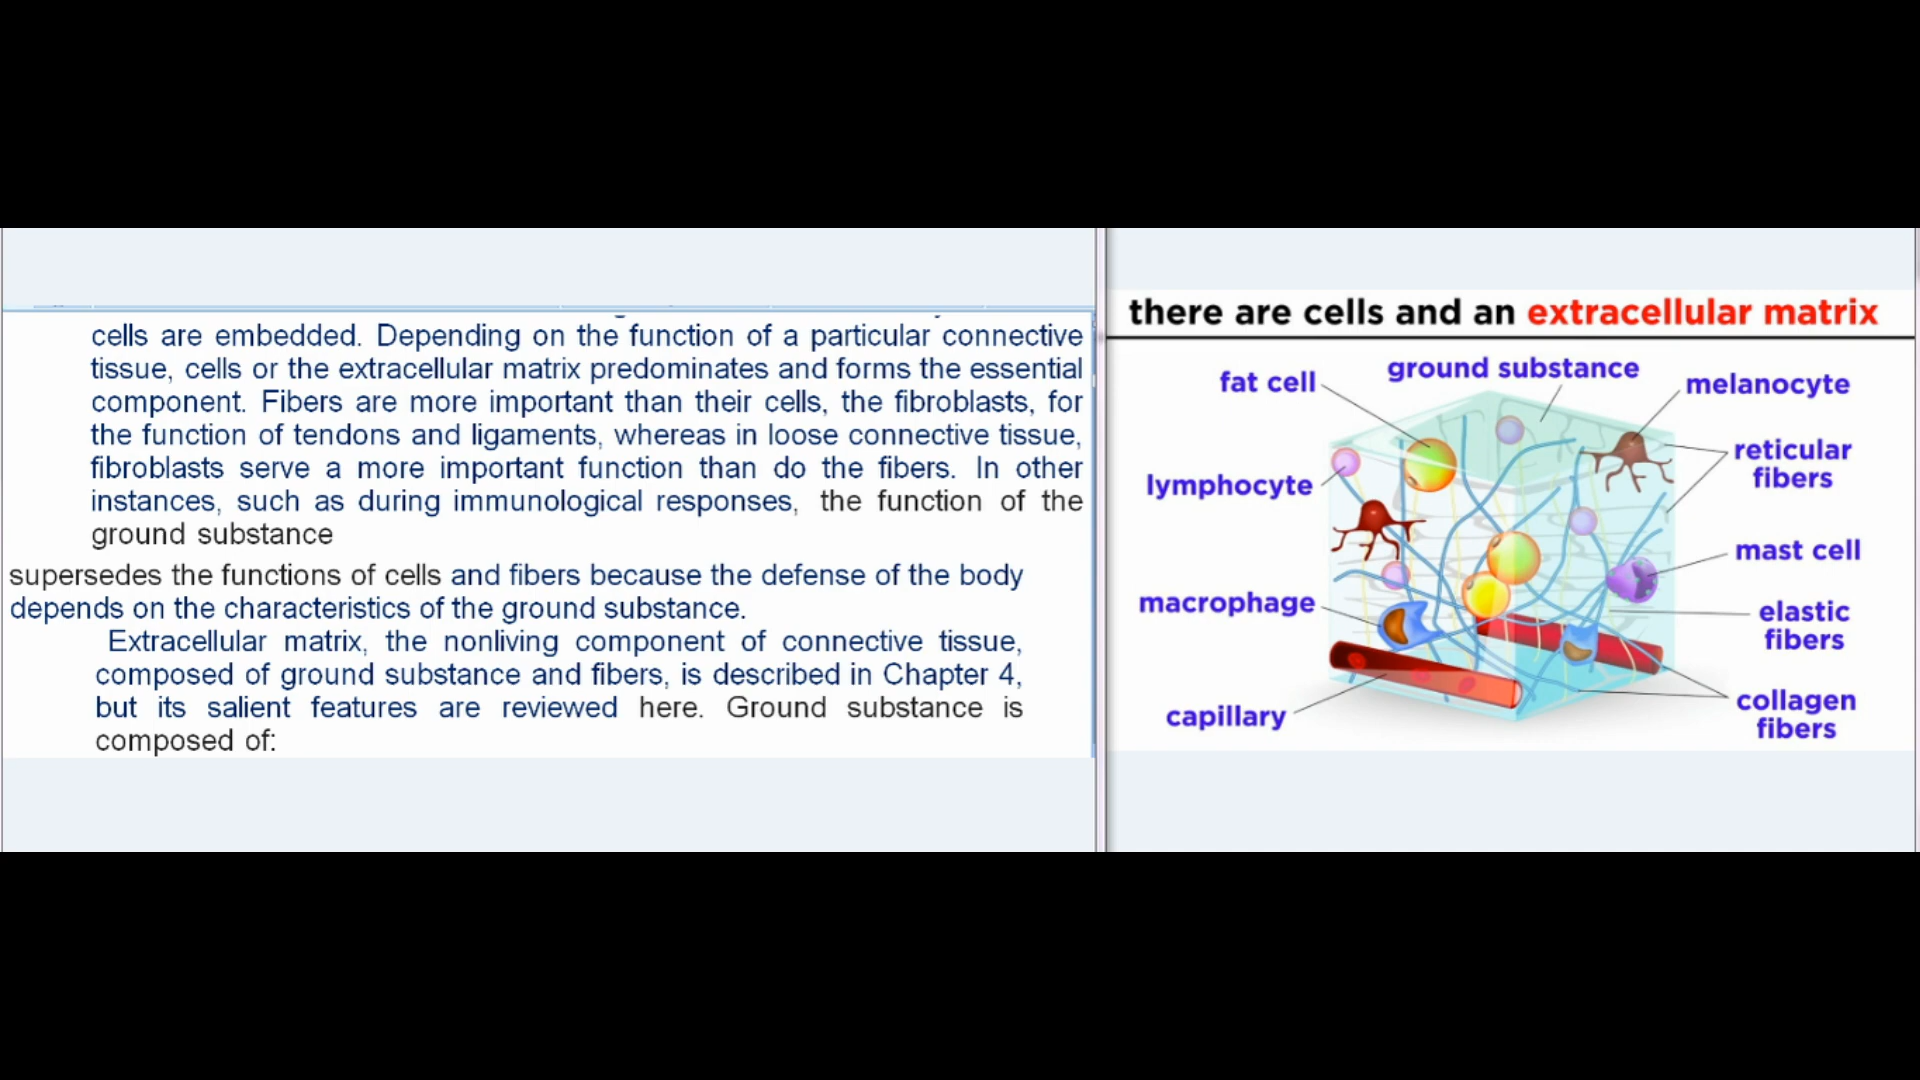 cells are embedded. Depending on the function of a particular connective
tissue, cells or the extracellular matrix predominates and forms the essential
component. Fibers are more important than their cells, the fibroblasts, for
the function of tendons and ligaments, whereas in loose connective tissue,
fibroblasts serve a more important function than do the fibers. In other
instances, such as during immunological responses, the function of the
ground substance
supersedes the functions of cells and fibers because the defense of the body
depends on the characteristics of the ground substance.
Extracellular matrix, the nonliving component of connective tissue,
composed of ground substance and fibers, is described in Chapter 4,
but its salient features are reviewed here. Ground substance is
composed of:
there are cells and an extracellular matrix
fat cell
ground substance
melanocyte
lymphocyte
reticular
fibers
mast cell
macrophage
elastic
fibers
capillary
collagen
fibers